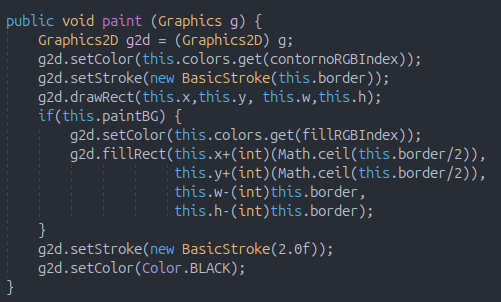 public void paint (Graphics g) {
    Graphics2D g2d = (Graphics2D) g;
    g2d.setColor(this.colors.get(contornoRGBIndex));
    g2d.setStroke(new BasicStroke(this.border));
    g2d.drawRect(this.x,this.y, this.w,this.h);
    if(this.paintBG) {
        g2d.setColor(this.colors.get(fillRGBIndex));
        g2d.fillRect(this.x+(int)(Math.ceil(this.border/2)),
                     this.y+(int)(Math.ceil(this.border/2)),
                     this.w-(int)this.border,
                     this.h-(int)this.border);
    }
    g2d.setStroke(new BasicStroke(2.0f));
    g2d.setColor(Color.BLACK);
}